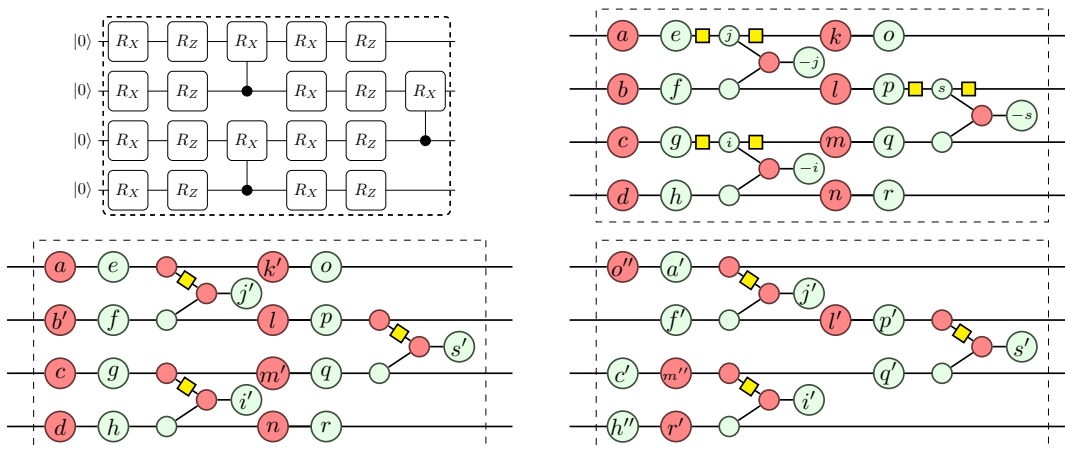 |0⟩ R_X R_Z R_X R_X R_Z
|0⟩ R_X R_Z R_X R_Z R_X
|0⟩ R_X R_Z R_X R_X R_Z
|0⟩ R_X R_Z R_X R_Z
a e j k o
−j
b f l p s
−s
c g i m q
−i
d h n r
a e k′ o
j′
b′ f l p
s′
c g m′ q
i′
d h n r
o″ a′
j′
f′ l′ p′
s′
c′ m″ q′
i′
h″ r′